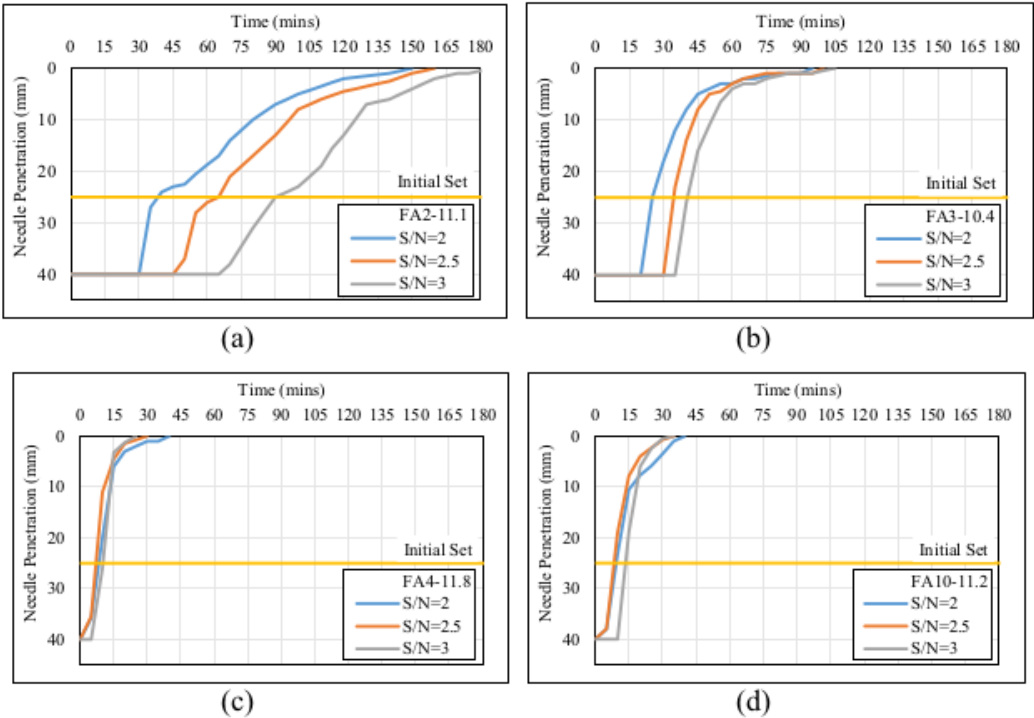 Time (mins)
0 15 30 45 60 75 90 105 120 135 150 165 180
Needle Penetration (mm)
0
10
20
30
40
Initial Set
FA2-11.1
S/N=2
S/N=2.5
S/N=3
(a)
Time (mins)
0 15 30 45 60 75 90 105 120 135 150 165 180
Needle Penetration (mm)
0
10
20
30
40
Initial Set
FA3-10.4
S/N=2
S/N=2.5
S/N=3
(b)
Time (mins)
0 15 30 45 60 75 90 105 120 135 150 165 180
Needle Penetration (mm)
0
10
20
30
40
Initial Set
FA4-11.8
S/N=2
S/N=2.5
S/N=3
(c)
Time (mins)
0 15 30 45 60 75 90 105 120 135 150 165 180
Needle Penetration (mm)
0
10
20
30
40
Initial Set
FA10-11.2
S/N=2
S/N=2.5
S/N=3
(d)